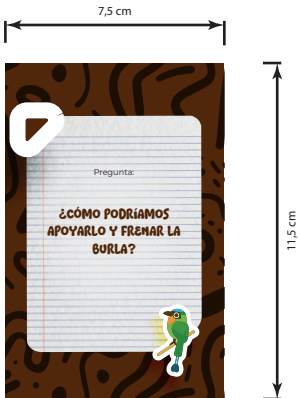 7,5 cm
Pregunta:
¿CÓMO PODRÍAMOS
APOYARLO Y FRENAR LA
BURLA?
11,5 cm